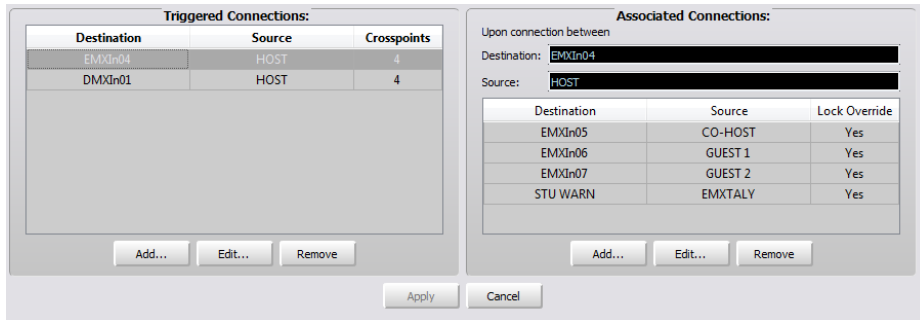 Triggered Connections:
Destination Source Crosspoints
EMXIn04 HOST 4
DMXIn01 HOST 4
Add... Edit... Remove
Associated Connections:
Upon connection between
Destination: EMXIn04
Source: HOST
Destination Source Lock Override
EMXIn05 CO-HOST Yes
EMXIn06 GUEST 1 Yes
EMXIn07 GUEST 2 Yes
STU WARN EMXTALY Yes
Add... Edit... Remove
Apply Cancel